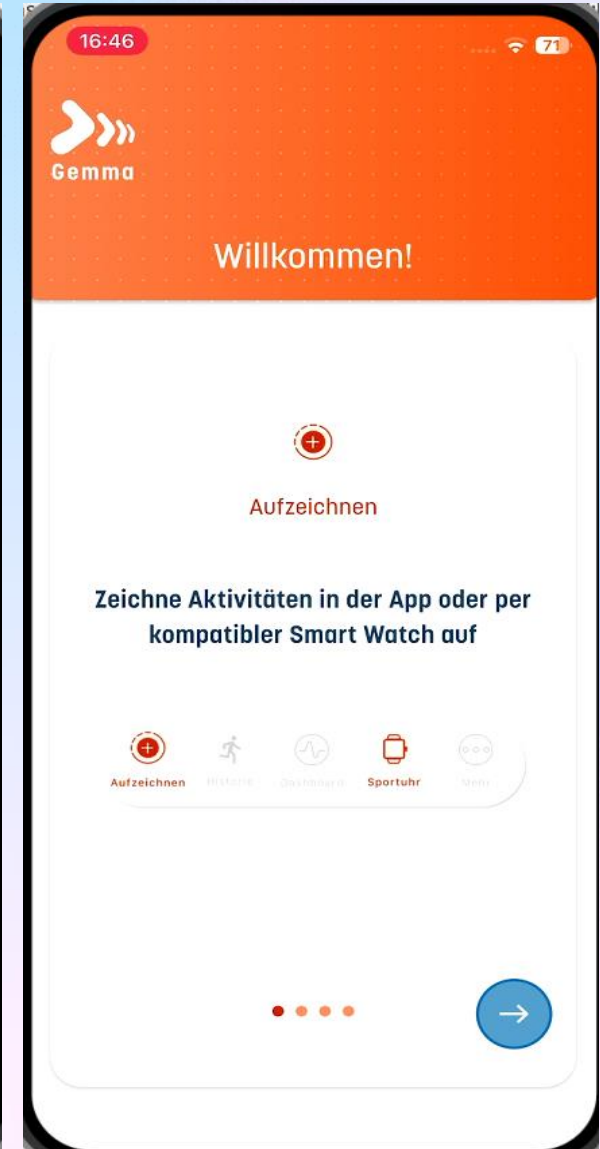 16:46
71
Gemma
Willkommen!
Aufzeichnen
Zeichne Aktivitäten in der App oder per
kompatibler Smart Watch auf
Aufzeichnen
Sportuhr